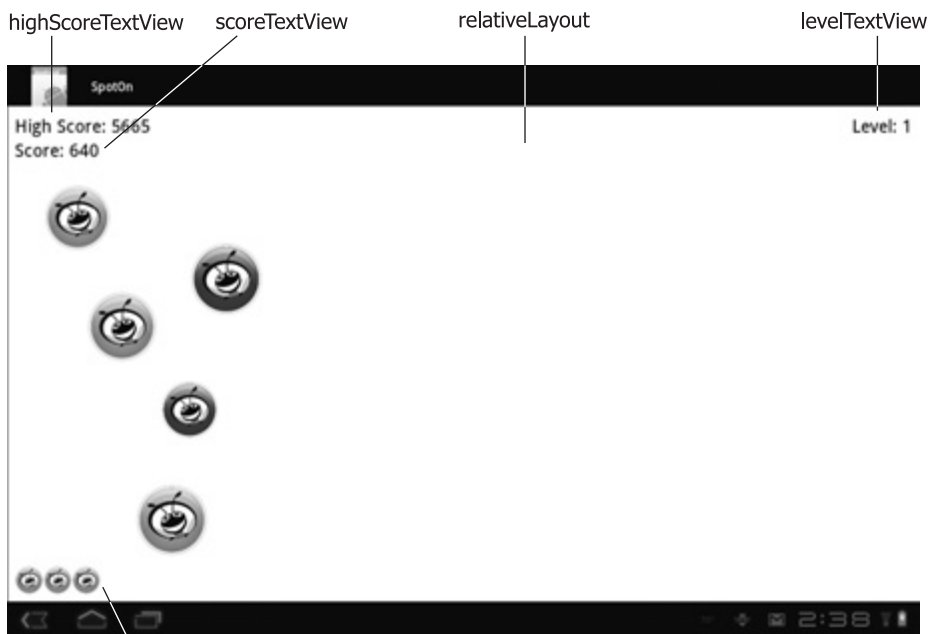 highScoreTextView scoreTextView relativeLayout levelTextView
SpotOn
High Score: 5665 Level: 1
Score: 640
2:38